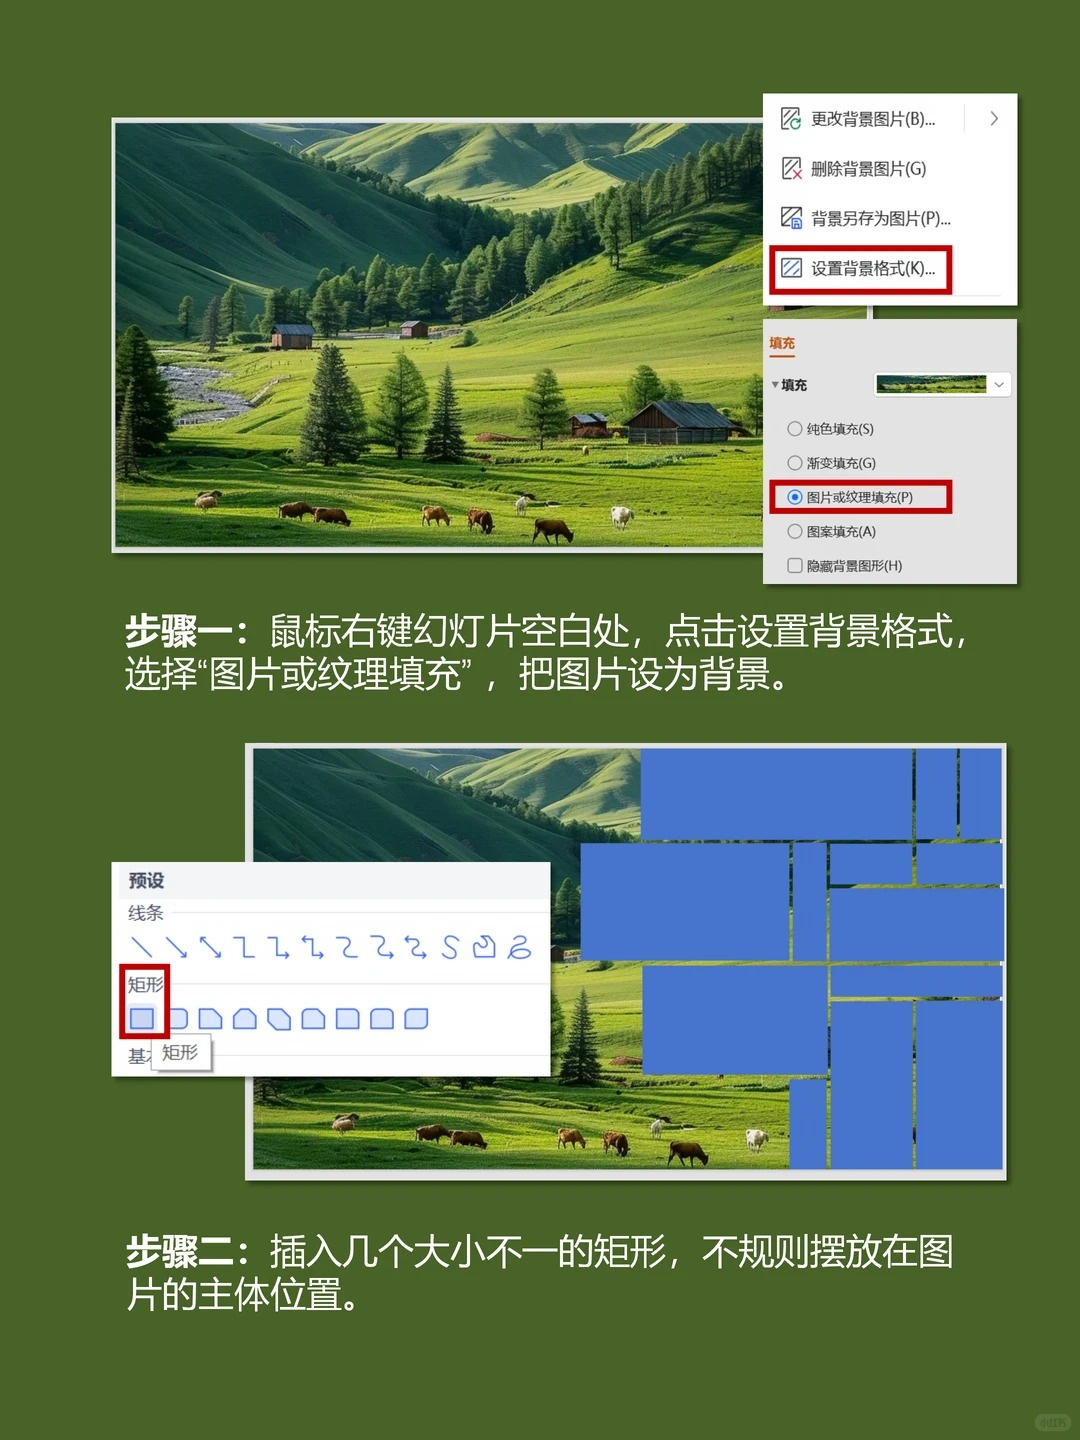 更改背景图片(B)...
删除背景图片(G)
背景另存为图片(P)...
设置背景格式(K)...
填充
填充
纯色填充(S)
渐变填充(G)
图片或纹理填充(P)
图案填充(A)
隐藏背景图形(H)
步骤一：鼠标右键幻灯片空白处，点击设置背景格式，
选择“图片或纹理填充”，把图片设为背景。
预设
线条
矩形
基
矩形
步骤二：插入几个大小不一的矩形，不规则摆放在图
片的主体位置。
小红书